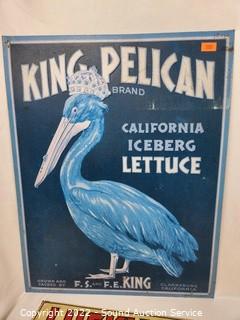 KING PELICAN
BRAND
CALIFORNIA
ICEBERG
LETTUCE
GROWN AND
PACKED BY
F.S. AND F.E. KING
CLARKSBURG
CALIFORNIA
Copyright 2022 - Sound Auction Service